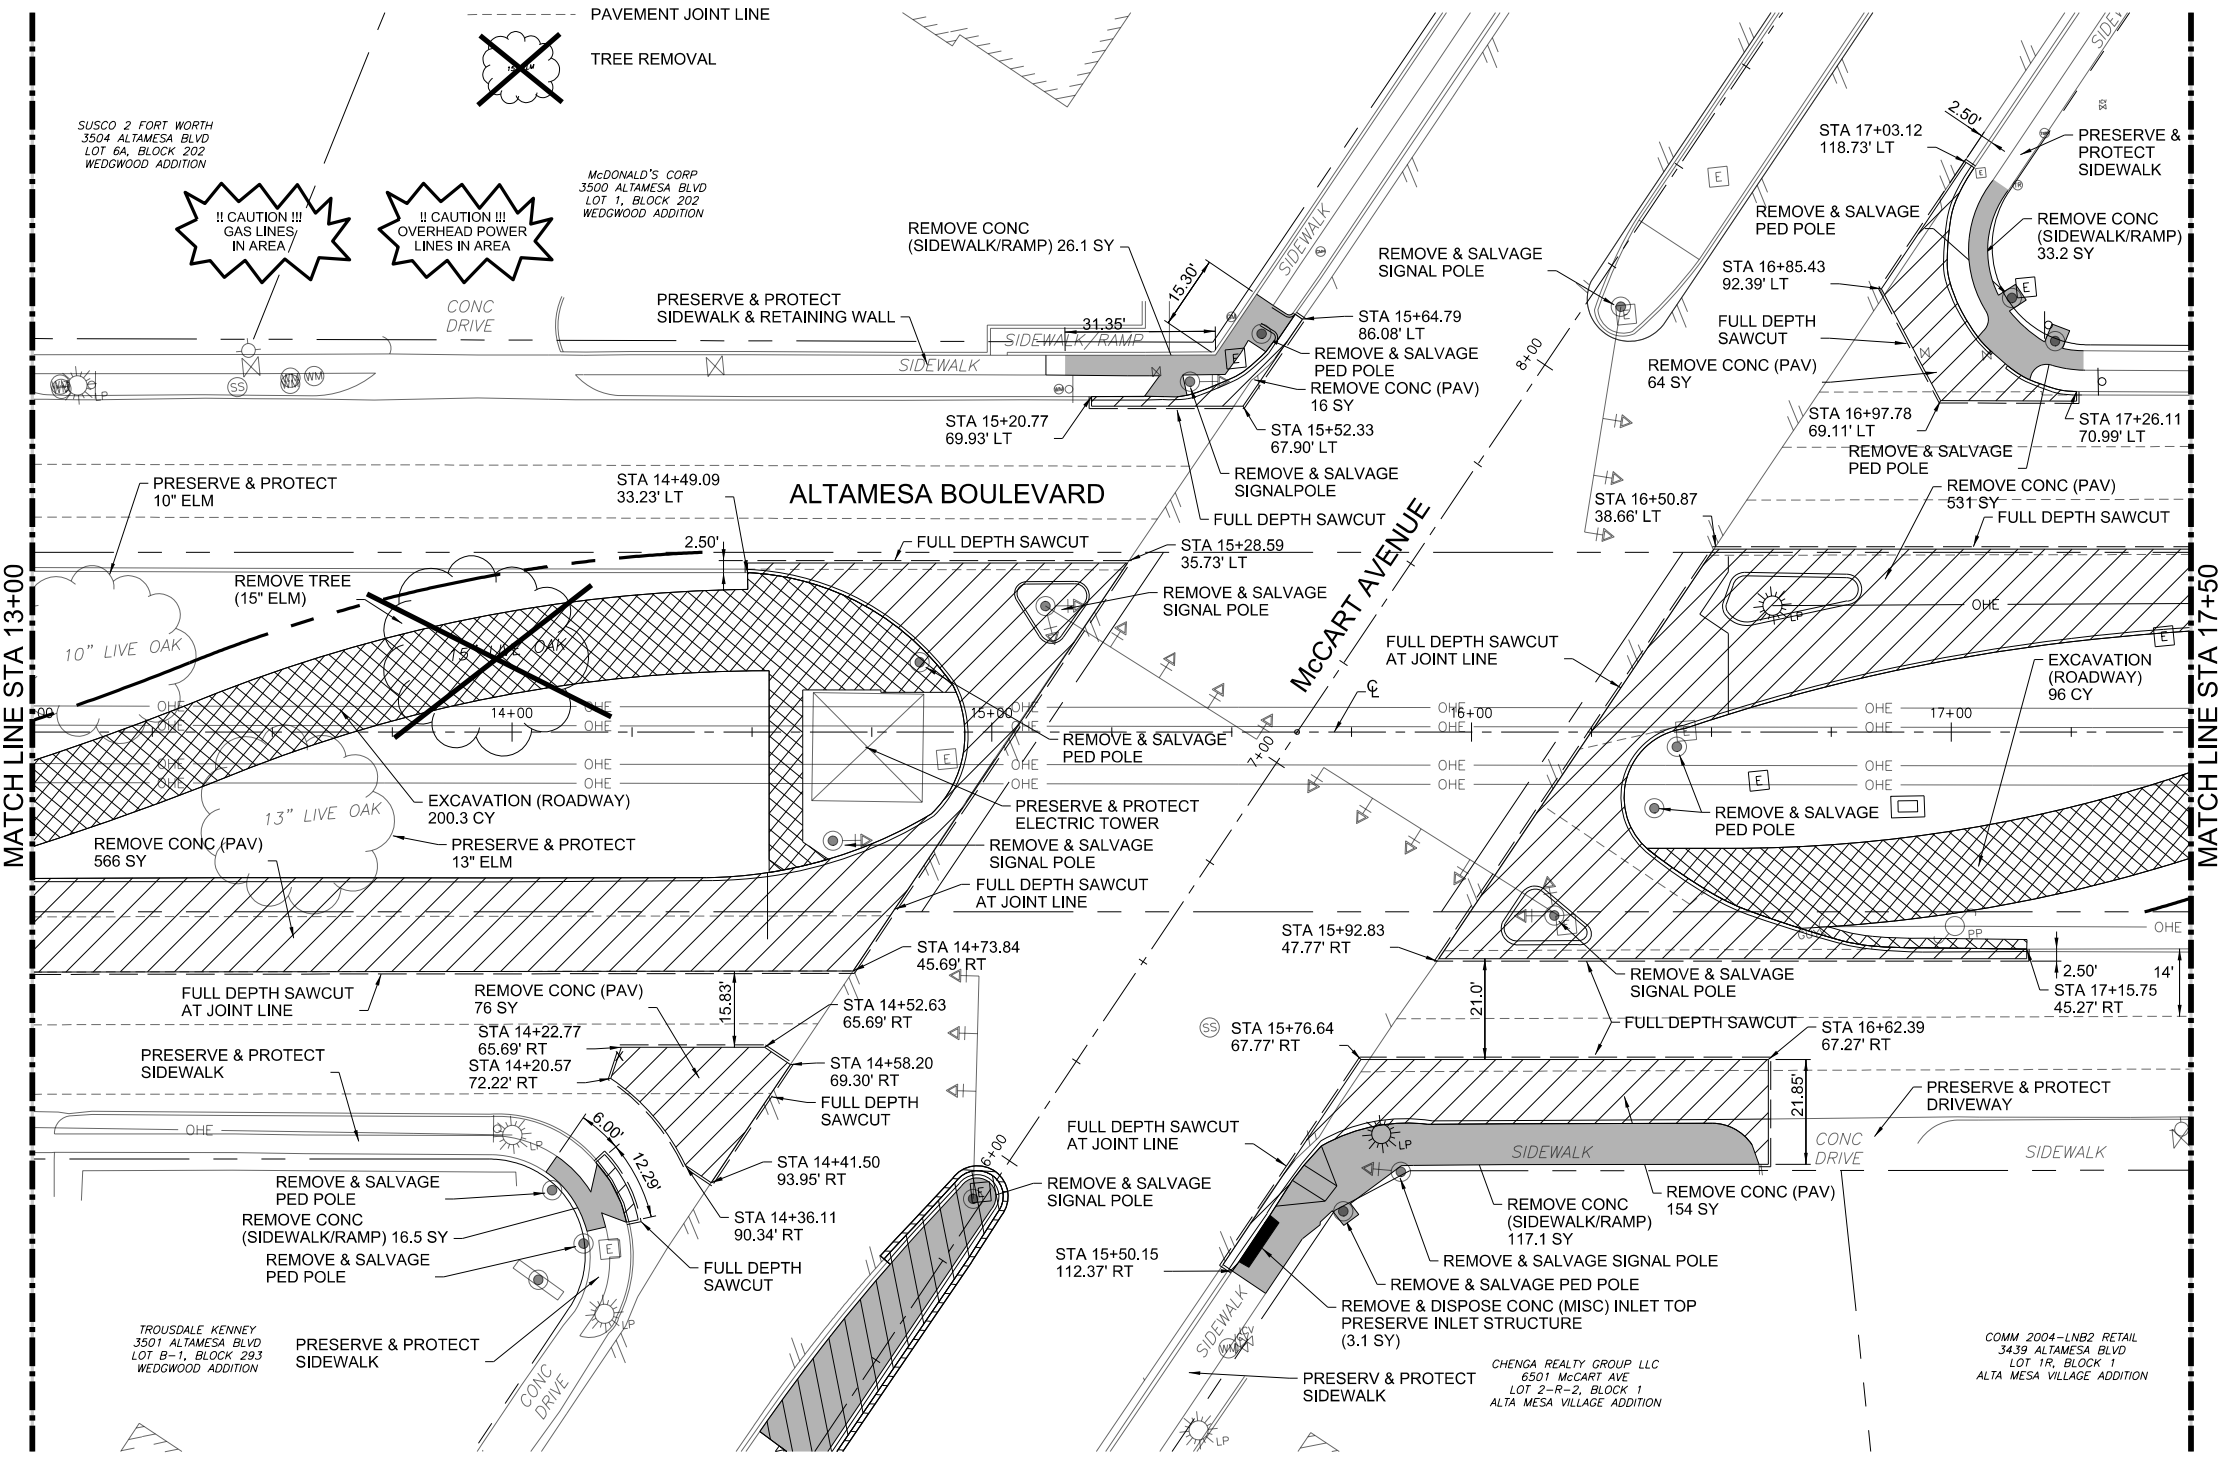 PAVEMENT JOINT LINE
TREE REMOVAL
SUSCO 2 FORT WORTH
3504 ALTAMESA BLVD
LOT 6A, BLOCK 202
WEDGWOOD ADDITION
!! CAUTION !!!
GAS LINES
IN AREA
!! CAUTION !!!
OVERHEAD POWER
LINES IN AREA
McDONALD'S CORP
3500 ALTAMESA BLVD
LOT 1, BLOCK 202
WEDGWOOD ADDITION
CONC
DRIVE
PRESERVE & PROTECT
SIDEWALK & RETAINING WALL
REMOVE CONC
(SIDEWALK/RAMP) 26.1 SY
15.30'
31.35'
SIDEWALK/RAMP
SIDEWALK
SIDEWALK
REMOVE & SALVAGE
SIGNAL POLE
STA 15+64.79
86.08' LT
REMOVE & SALVAGE
PED POLE
REMOVE CONC (PAV)
16 SY
STA 15+20.77
69.93' LT
STA 15+52.33
67.90' LT
REMOVE & SALVAGE
SIGNALPOLE
FULL DEPTH SAWCUT
2.50'
STA 17+03.12
118.73' LT
PRESERVE &
PROTECT
SIDEWALK
REMOVE & SALVAGE
PED POLE
REMOVE CONC
(SIDEWALK/RAMP)
33.2 SY
STA 16+85.43
92.39' LT
FULL DEPTH
SAWCUT
REMOVE CONC (PAV)
64 SY
STA 16+97.78
69.11' LT
STA 17+26.11
70.99' LT
REMOVE & SALVAGE
PED POLE
8+00
PRESERVE & PROTECT
10" ELM
STA 14+49.09
33.23' LT
ALTAMESA BOULEVARD
McCART AVENUE
STA 16+50.87
38.66' LT
REMOVE CONC (PAV)
531 SY
FULL DEPTH SAWCUT
2.50'
FULL DEPTH SAWCUT
STA 15+28.59
35.73' LT
REMOVE & SALVAGE
SIGNAL POLE
REMOVE TREE
(15" ELM)
10" LIVE OAK
15" LIVE OAK
MATCH LINE STA 13+00
MATCH LINE STA 17+50
FULL DEPTH SAWCUT
AT JOINT LINE
OHE
LP
EXCAVATION
(ROADWAY)
96 CY
14+00
15+00
16+00
17+00
7+00
OHE
OHE
OHE
OHE
REMOVE & SALVAGE
PED POLE
PRESERVE & PROTECT
ELECTRIC TOWER
REMOVE & SALVAGE
SIGNAL POLE
EXCAVATION (ROADWAY)
200.3 CY
13" LIVE OAK
REMOVE CONC (PAV)
566 SY
PRESERVE & PROTECT
13" ELM
REMOVE & SALVAGE
PED POLE
FULL DEPTH SAWCUT
AT JOINT LINE
STA 14+73.84
45.69' RT
STA 15+92.83
47.77' RT
REMOVE & SALVAGE
SIGNAL POLE
PP
OHE
2.50'
14'
STA 17+15.75
45.27' RT
FULL DEPTH SAWCUT
AT JOINT LINE
REMOVE CONC (PAV)
76 SY
15.83'
STA 14+52.63
65.69' RT
STA 14+22.77
65.69' RT
STA 14+20.57
72.22' RT
STA 14+58.20
69.30' RT
FULL DEPTH
SAWCUT
21.0'
SS STA 15+76.64
67.77' RT
FULL DEPTH SAWCUT
STA 16+62.39
67.27' RT
PRESERVE & PROTECT
SIDEWALK
OHE
LP
6.00'
12.29'
STA 14+41.50
93.95' RT
STA 14+36.11
90.34' RT
6+00
FULL DEPTH SAWCUT
AT JOINT LINE
LP
SIDEWALK
21.85'
CONC
DRIVE
PRESERVE & PROTECT
DRIVEWAY
SIDEWALK
REMOVE & SALVAGE
PED POLE
REMOVE CONC
(SIDEWALK/RAMP) 16.5 SY
REMOVE & SALVAGE
PED POLE
FULL DEPTH
SAWCUT
REMOVE & SALVAGE
SIGNAL POLE
STA 15+50.15
112.37' RT
REMOVE CONC
(SIDEWALK/RAMP)
117.1 SY
REMOVE CONC (PAV)
154 SY
REMOVE & SALVAGE SIGNAL POLE
REMOVE & SALVAGE PED POLE
REMOVE & DISPOSE CONC (MISC) INLET TOP
PRESERVE INLET STRUCTURE
(3.1 SY)
TROUSDALE KENNEY
3501 ALTAMESA BLVD
LOT B-1, BLOCK 293
WEDGWOOD ADDITION
PRESERVE & PROTECT
SIDEWALK
LP
CONC
DRIVE
SIDEWALK
PRESERV & PROTECT
SIDEWALK
LP
CHENGA REALTY GROUP LLC
6501 McCART AVE
LOT 2-R-2, BLOCK 1
ALTA MESA VILLAGE ADDITION
COMM 2004-LNB2 RETAIL
3439 ALTAMESA BLVD
LOT 1R, BLOCK 1
ALTA MESA VILLAGE ADDITION